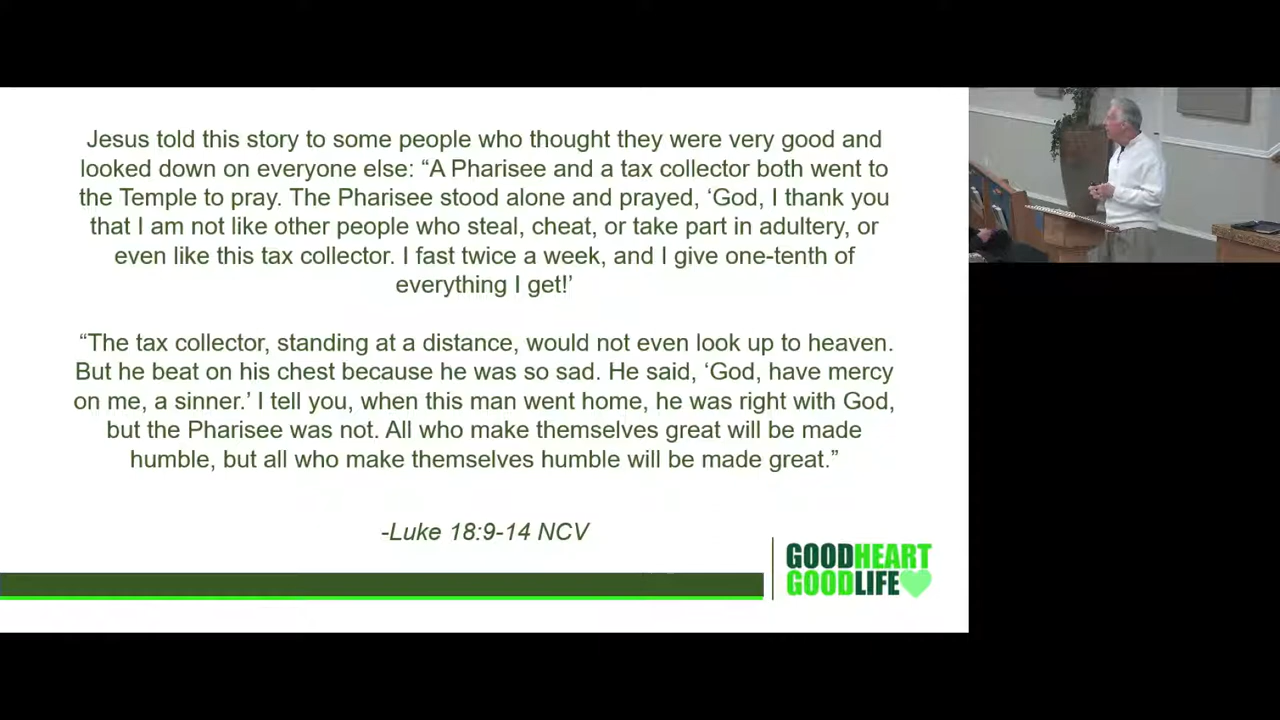 Jesus told this story to some people who thought they were very good and
looked down on everyone else: “A Pharisee and a tax collector both went to
the Temple to pray. The Pharisee stood alone and prayed, ‘God, I thank you
that I am not like other people who steal, cheat, or take part in adultery, or
even like this tax collector. I fast twice a week, and I give one-tenth of
everything I get!’
“The tax collector, standing at a distance, would not even look up to heaven.
But he beat on his chest because he was so sad. He said, ‘God, have mercy
on me, a sinner.’ I tell you, when this man went home, he was right with God,
but the Pharisee was not. All who make themselves great will be made
humble, but all who make themselves humble will be made great.”
-Luke 18:9-14 NCV
GOODHEART
GOODLIFE